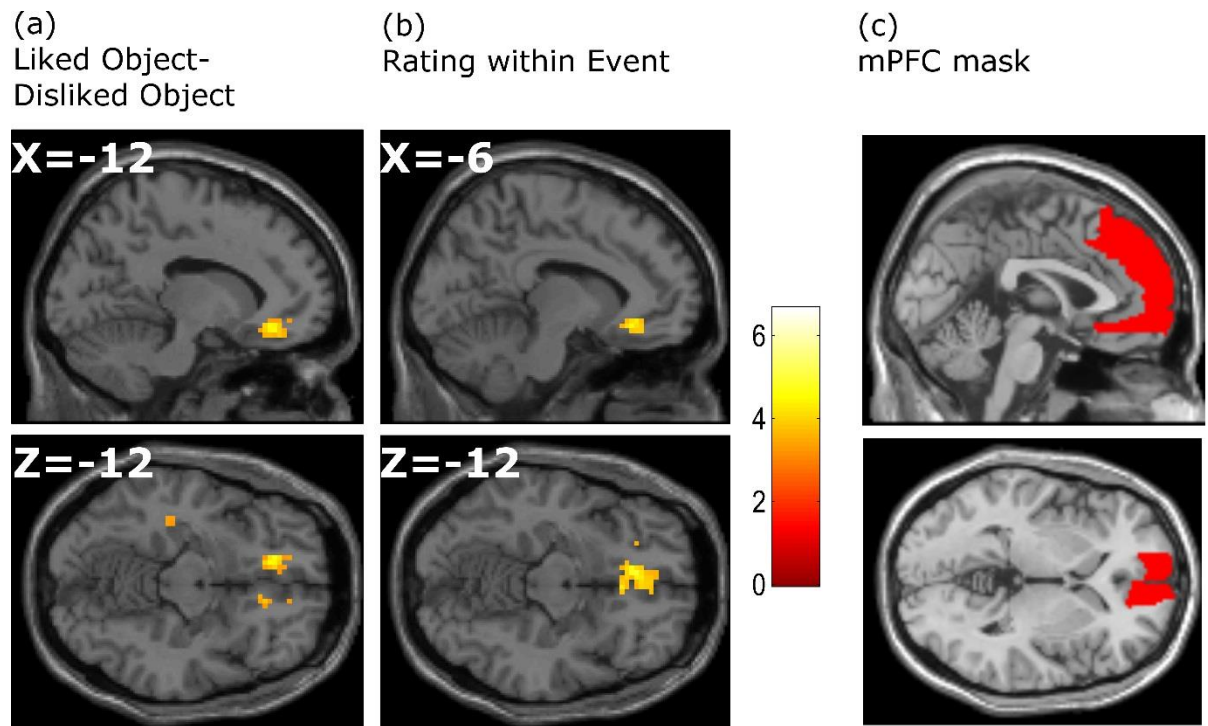 (a)
Liked Object-
Disliked Object
(b)
Rating within Event
(c)
mPFC mask
X=-12
X=-6
Z=-12
Z=-12
6
4
2
0